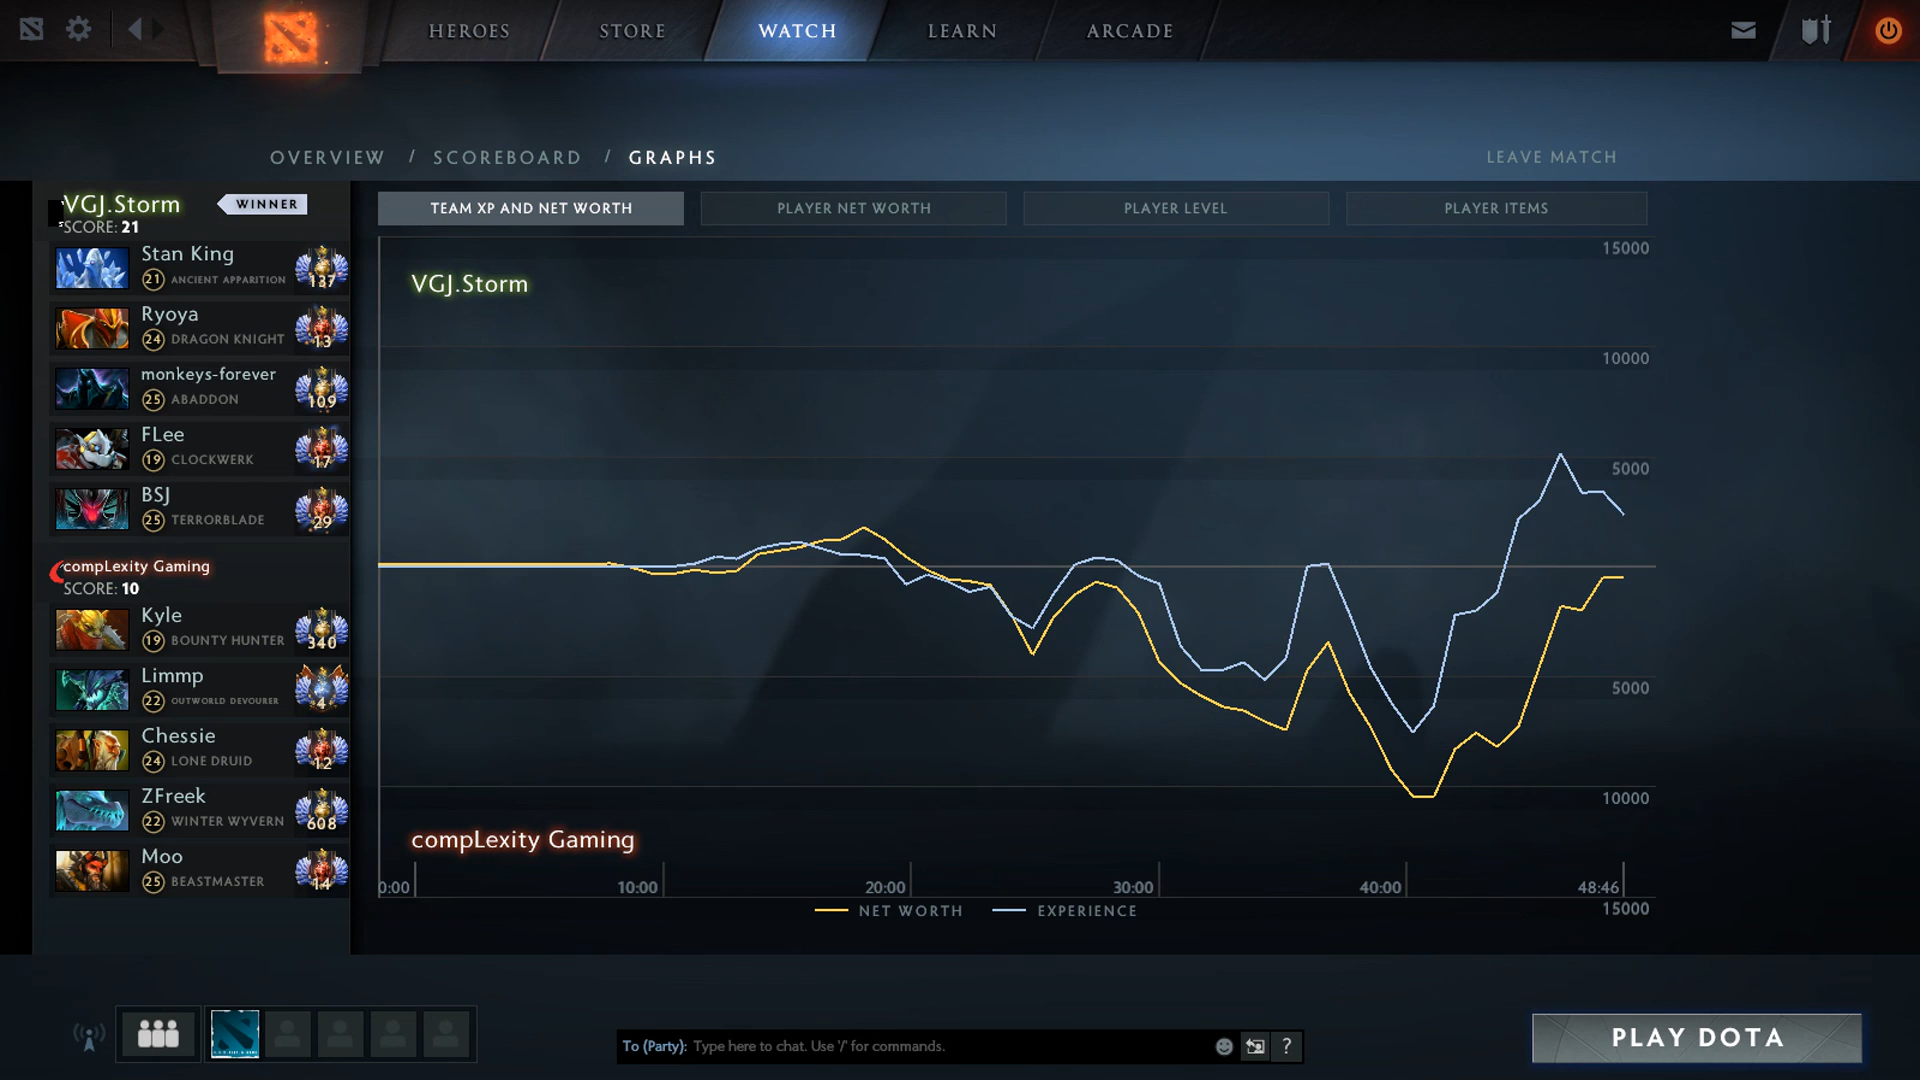 HEROES
STORE
WATCH
LEARN
ARCADE
OVERVIEW / SCOREBOARD / GRAPHS
LEAVE MATCH
VGJ.Storm
WINNER
SCORE: 21
Stan King
21 ANCIENT APPARITION
137
Ryoya
24 DRAGON KNIGHT
13
monkeys-forever
25 ABADDON
109
FLee
19 CLOCKWERK
17
BSJ
25 TERRORBLADE
29
compLexity Gaming
SCORE: 10
Kyle
19 BOUNTY HUNTER
340
Limmp
22 OUTWORLD DEVOURER
4
Chessie
24 LONE DRUID
12
ZFreek
22 WINTER WYVERN
608
Moo
25 BEASTMASTER
14
TEAM XP AND NET WORTH
PLAYER NET WORTH
PLAYER LEVEL
PLAYER ITEMS
VGJ.Storm
15000
10000
5000
5000
10000
15000
compLexity Gaming
0:00
10:00
20:00
30:00
40:00
48:46
NET WORTH
EXPERIENCE
To (Party): Type here to chat. Use '/' for commands.
?
PLAY DOTA